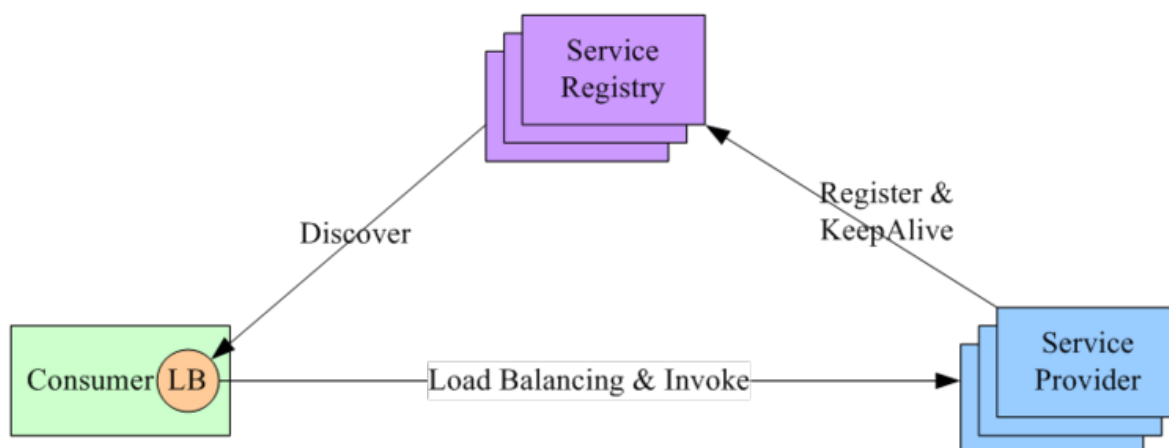 Service
Registry
Register &
KeepAlive
Discover
Consumer
LB
Load Balancing & Invoke
Service
Provider